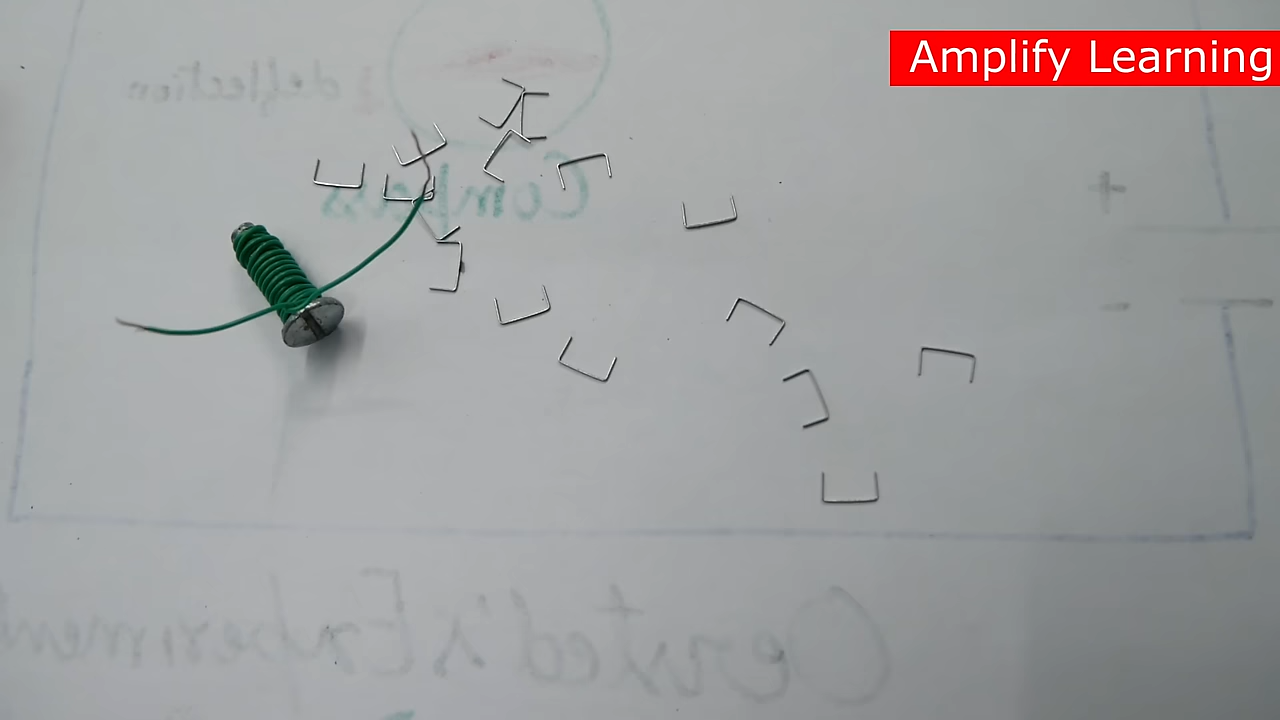 Amplify Learning
deflection
Compass
+
-
Oersted's Experiment